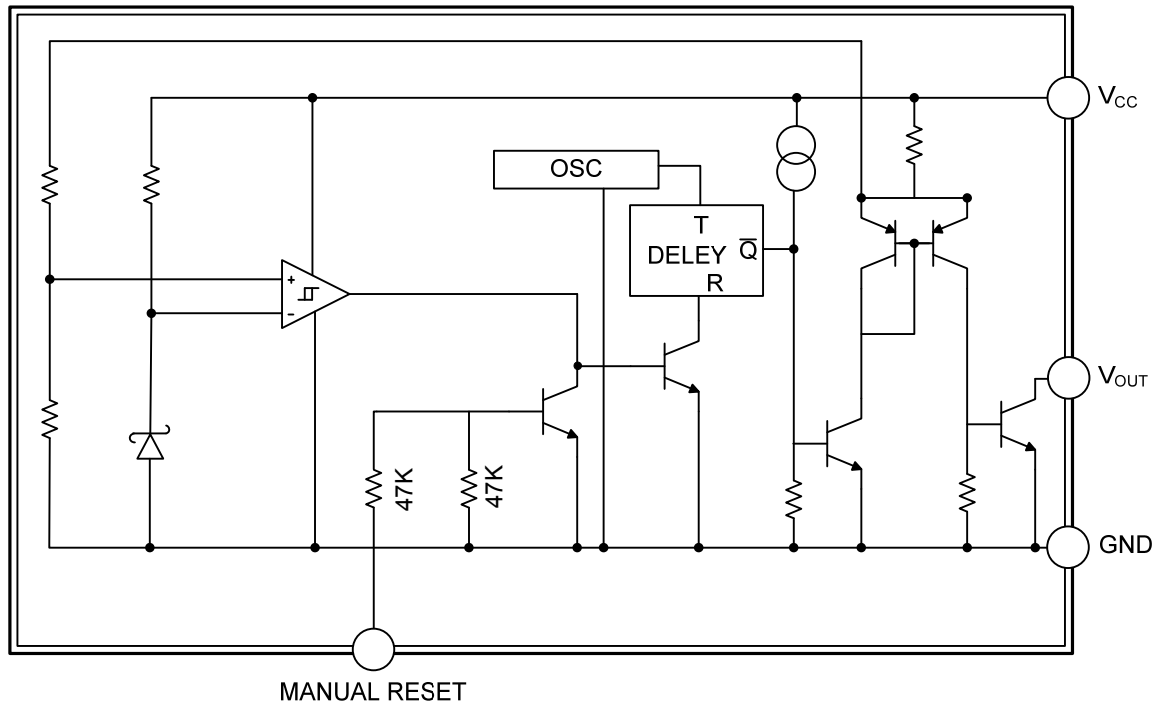 VCC
OSC
T
DELEY Q̅
R
+
-
VOUT
47K
47K
GND
MANUAL RESET